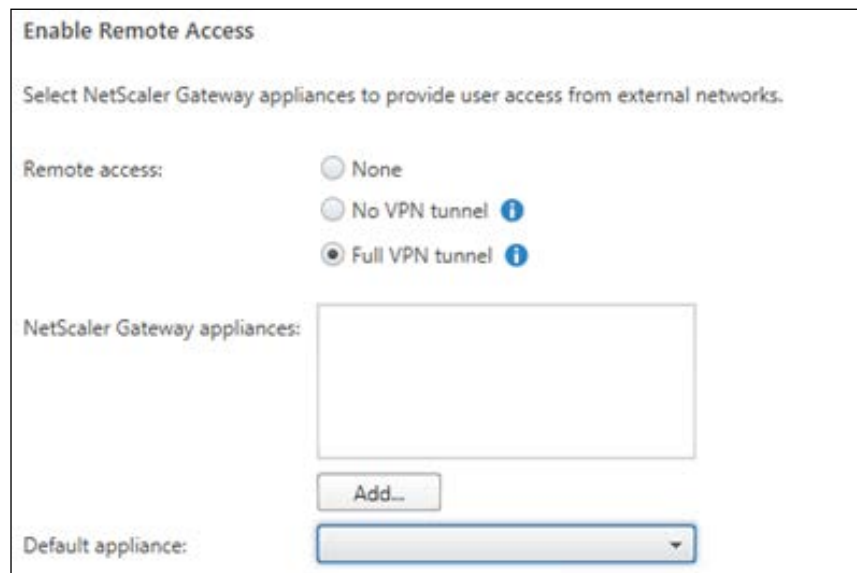 Enable Remote Access
Select NetScaler Gateway appliances to provide user access from external networks.
Remote access:
None
No VPN tunnel
Full VPN tunnel
NetScaler Gateway appliances:
Add...
Default appliance: